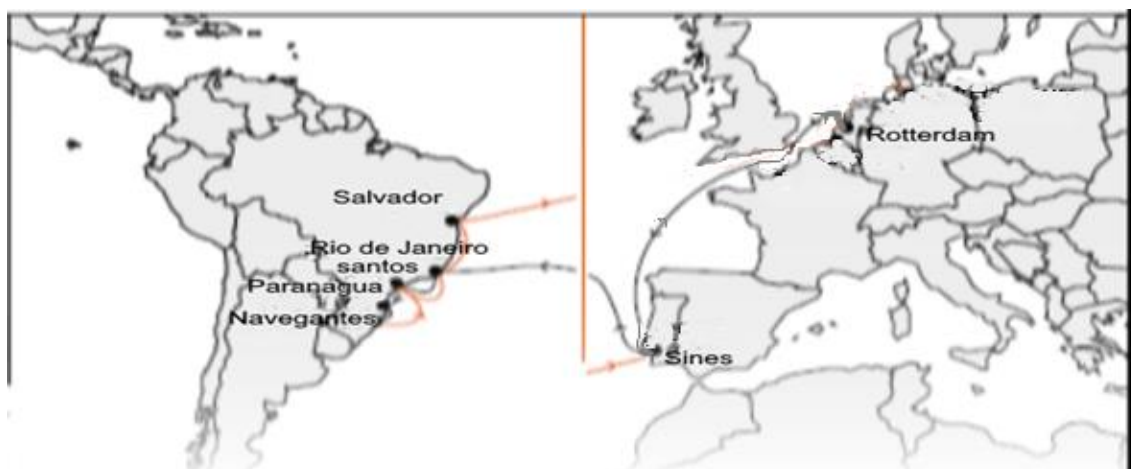 Salvador
Rio de Janeiro
santos
Paranagua
Navegantes
Rotterdam
Sines